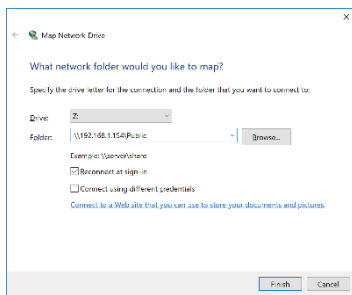 Map Network Drive
What network folder would you like to map?
Specify the drive letter for the connection and the folder that you want to connect to:
Drive: Z:
Folder: \\192.168.1.154\Public Browse...
Example: \\server\share
Reconnect at sign-in
Connect using different credentials
Connect to a Web site that you can use to store your documents and pictures.
Finish Cancel